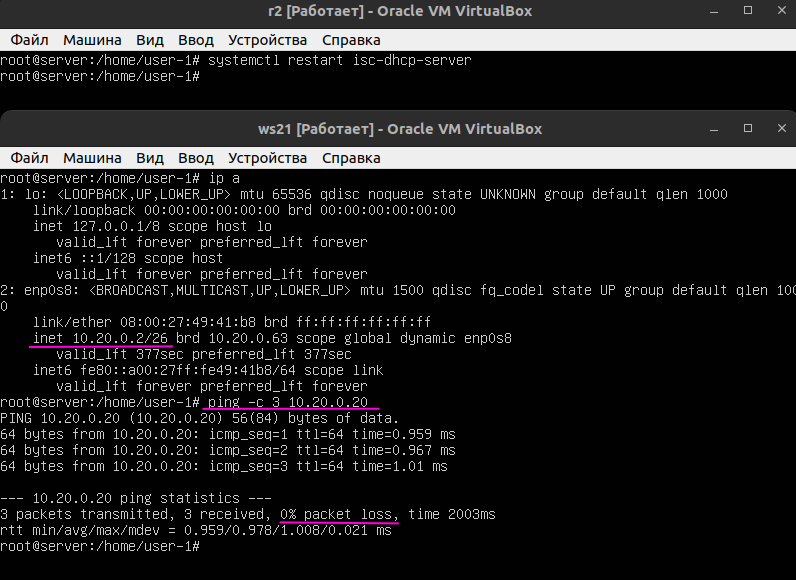 r2 [Работает] - Oracle VM VirtualBox
Файл Машина Вид Ввод Устройства Справка
root@server:/home/user-1# systemctl restart isc-dhcp-server
root@server:/home/user-1#
ws21 [Работает] - Oracle VM VirtualBox
Файл Машина Вид Ввод Устройства Справка
root@server:/home/user-1# ip a
1: lo: <LOOPBACK,UP,LOWER_UP> mtu 65536 qdisc noqueue state UNKNOWN group default qlen 1000
link/loopback 00:00:00:00:00:00 brd 00:00:00:00:00:00
inet 127.0.0.1/8 scope host lo
valid_lft forever preferred_lft forever
inet6 ::1/128 scope host
valid_lft forever preferred_lft forever
2: enp0s8: <BROADCAST,MULTICAST,UP,LOWER_UP> mtu 1500 qdisc fq_codel state UP group default qlen 100
0
link/ether 08:00:27:49:41:b8 brd ff:ff:ff:ff:ff:ff
inet 10.20.0.2/26 brd 10.20.0.63 scope global dynamic enp0s8
valid_lft 377sec preferred_lft 377sec
inet6 fe80::a00:27ff:fe49:41b8/64 scope link
valid_lft forever preferred_lft forever
root@server:/home/user-1# ping -c 3 10.20.0.20
PING 10.20.0.20 (10.20.0.20) 56(84) bytes of data.
64 bytes from 10.20.0.20: icmp_seq=1 ttl=64 time=0.959 ms
64 bytes from 10.20.0.20: icmp_seq=2 ttl=64 time=0.967 ms
64 bytes from 10.20.0.20: icmp_seq=3 ttl=64 time=1.01 ms
--- 10.20.0.20 ping statistics ---
3 packets transmitted, 3 received, 0% packet loss, time 2003ms
rtt min/avg/max/mdev = 0.959/0.978/1.008/0.021 ms
root@server:/home/user-1#